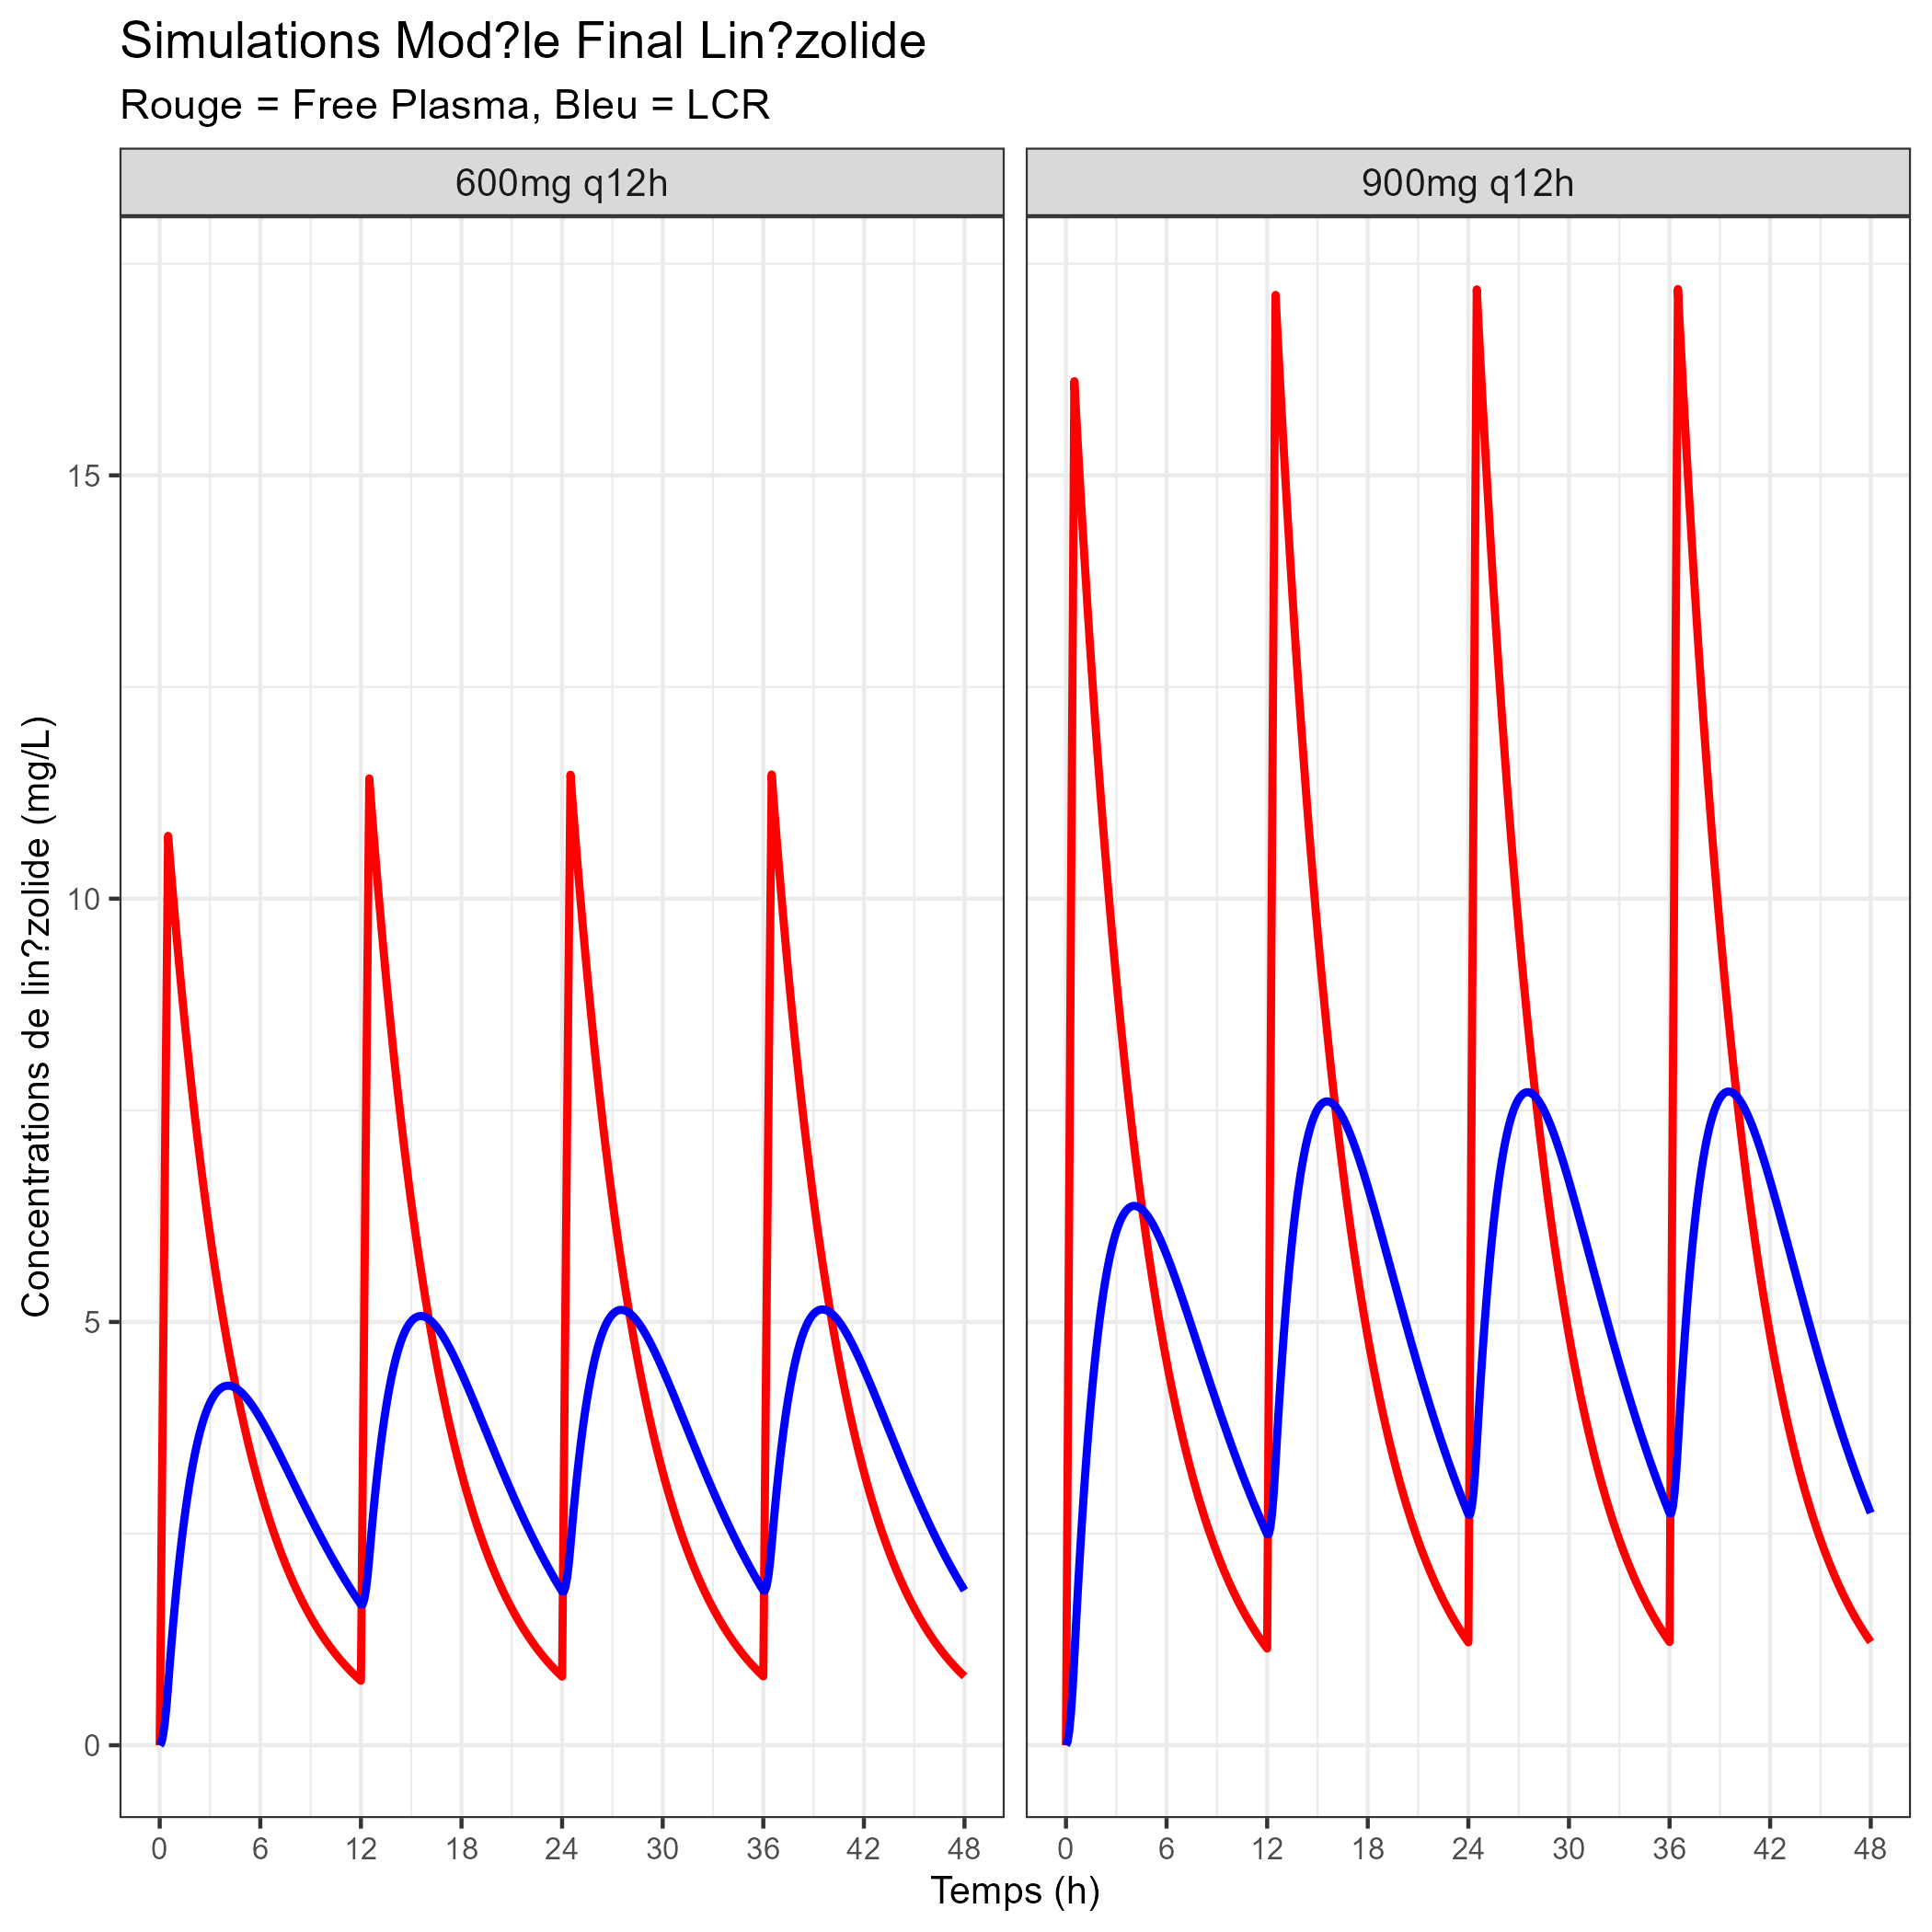 Simulations Mod?le Final Lin?zolide
Rouge = Free Plasma, Bleu = LCR
600mg q12h
900mg q12h
Concentrations de lin?zolide (mg/L)
15
10
5
0
0 6 12 18 24 30 36 42 48
0 6 12 18 24 30 36 42 48
Temps (h)